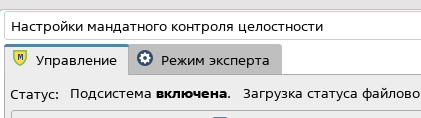 Настройки мандатного контроля целостности
Управление Режим эксперта
Статус: Подсистема включена. Загрузка статуса файлово